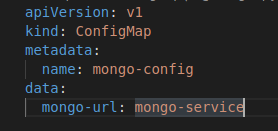 apiVersion: v1
kind: ConfigMap
metadata:
  name: mongo-config
data:
  mongo-url: mongo-service